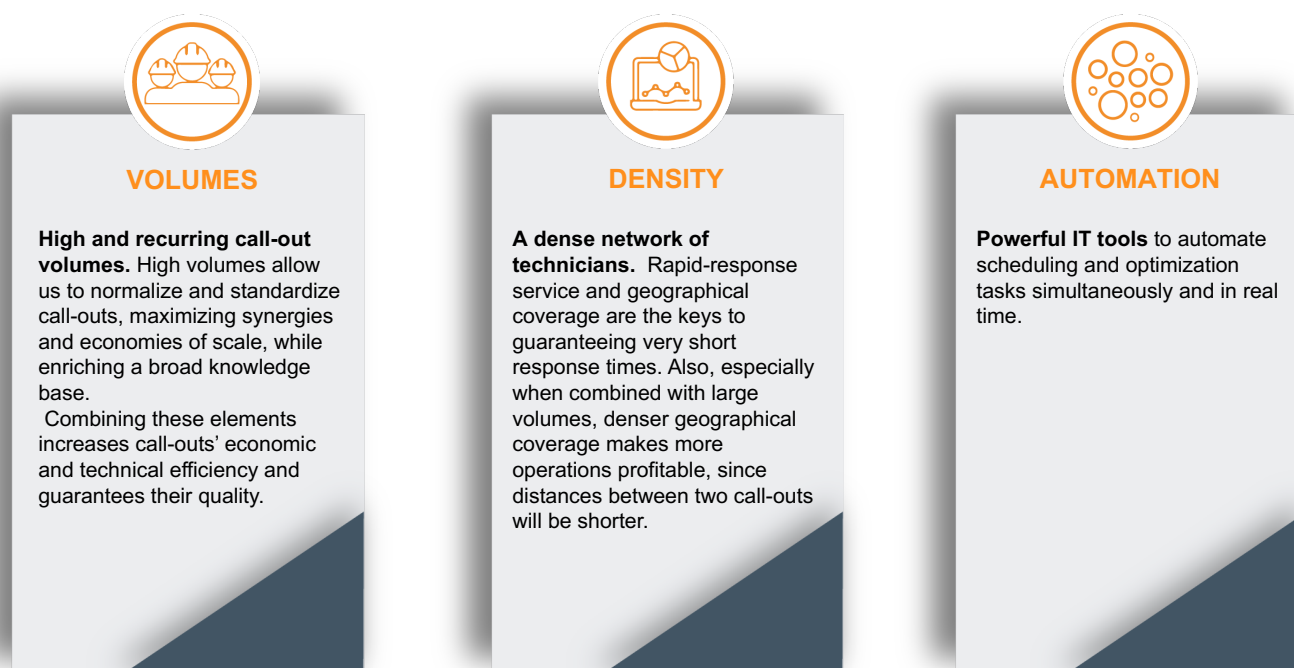 VOLUMES
High and recurring call-out
volumes. High volumes allow
us to normalize and standardize
call-outs, maximizing synergies
and economies of scale, while
enriching a broad knowledge
base.
Combining these elements
increases call-outs’ economic
and technical efficiency and
guarantees their quality.
DENSITY
A dense network of
technicians.  Rapid-response
service and geographical
coverage are the keys to
guaranteeing very short
response times. Also, especially
when combined with large
volumes, denser geographical
coverage makes more
operations profitable, since
distances between two call-outs
will be shorter.
AUTOMATION
Powerful IT tools to automate
scheduling and optimization
tasks simultaneously and in real
time.